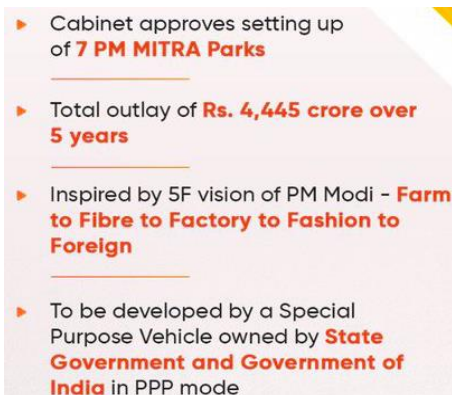 Cabinet approves setting up
of 7 PM MITRA Parks
Total outlay of Rs. 4,445 crore over
5 years
Inspired by 5F vision of PM Modi - Farm
to Fibre to Factory to Fashion to
Foreign
To be developed by a Special
Purpose Vehicle owned by State
Government and Government of
India in PPP mode